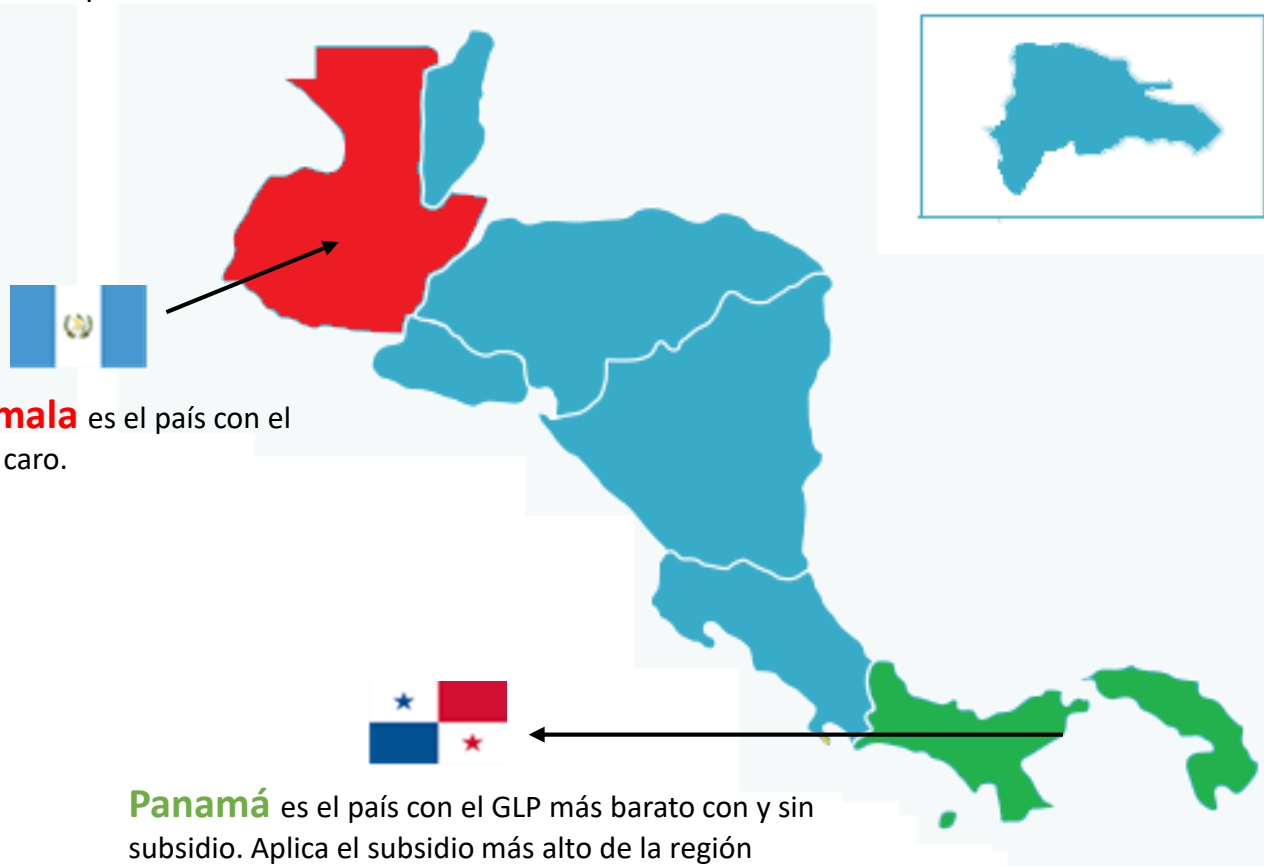 mala es el país con el
caro.
Panamá es el país con el GLP más barato con y sin
subsidio. Aplica el subsidio más alto de la región